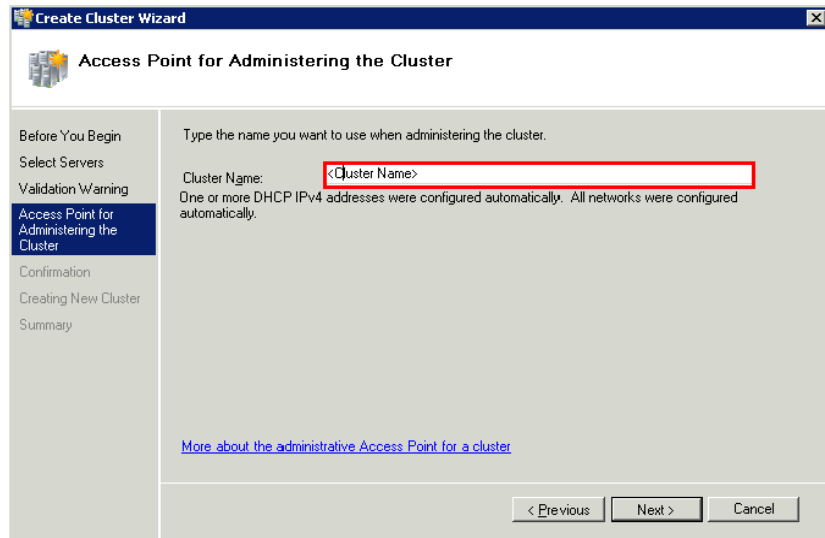 Create Cluster Wizard
Access Point for Administering the Cluster
Before You Begin
Select Servers
Validation Warning
Access Point for
Administering the
Cluster
Confirmation
Creating New Cluster
Summary
Type the name you want to use when administering the cluster.
Cluster Name:
<Cluster Name>
One or more DHCP IPv4 addresses were configured automatically. All networks were configured
automatically.
More about the administrative Access Point for a cluster
< Previous
Next >
Cancel